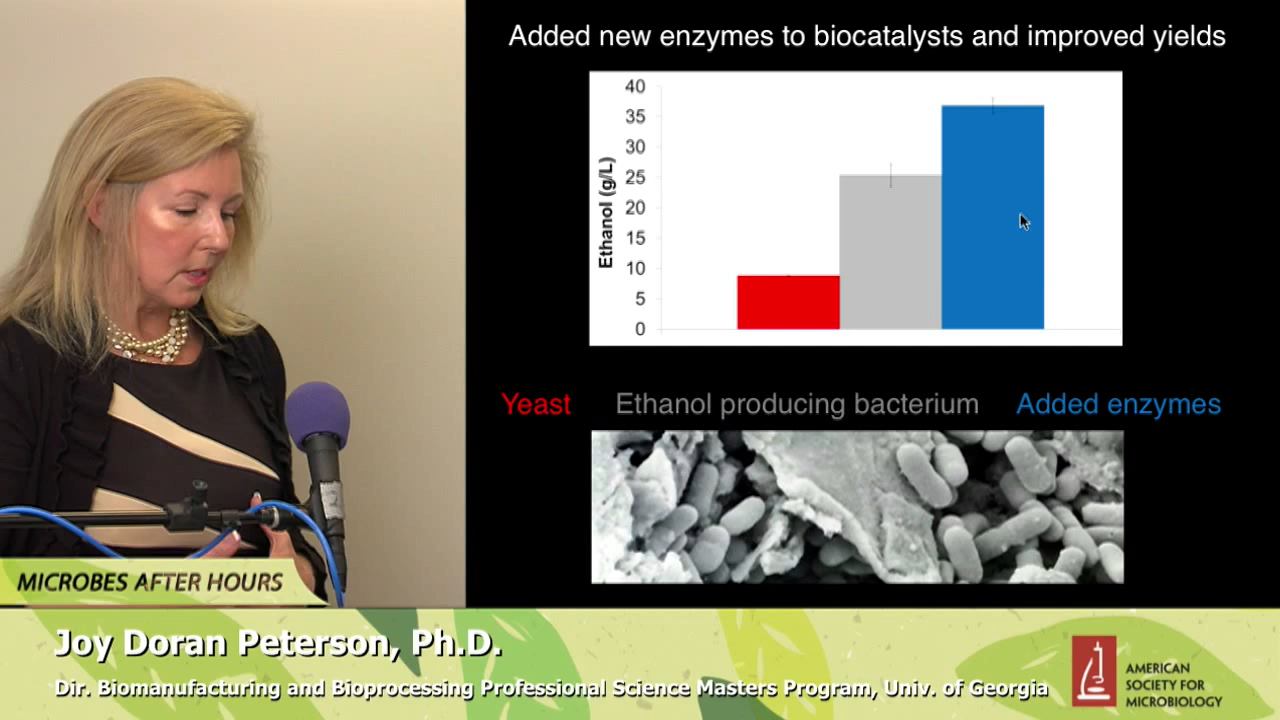 Added new enzymes to biocatalysts and improved yields
40
35
30
25
20
15
10
5
0
Ethanol (g/L)
Yeast Ethanol producing bacterium Added enzymes
MICROBES AFTER HOURS
Joy Doran Peterson, Ph.D.
Dir. Biomanufacturing and Bioprocessing Professional Science Masters Program, Univ. of Georgia
AMERICAN
SOCIETY FOR
MICROBIOLOGY